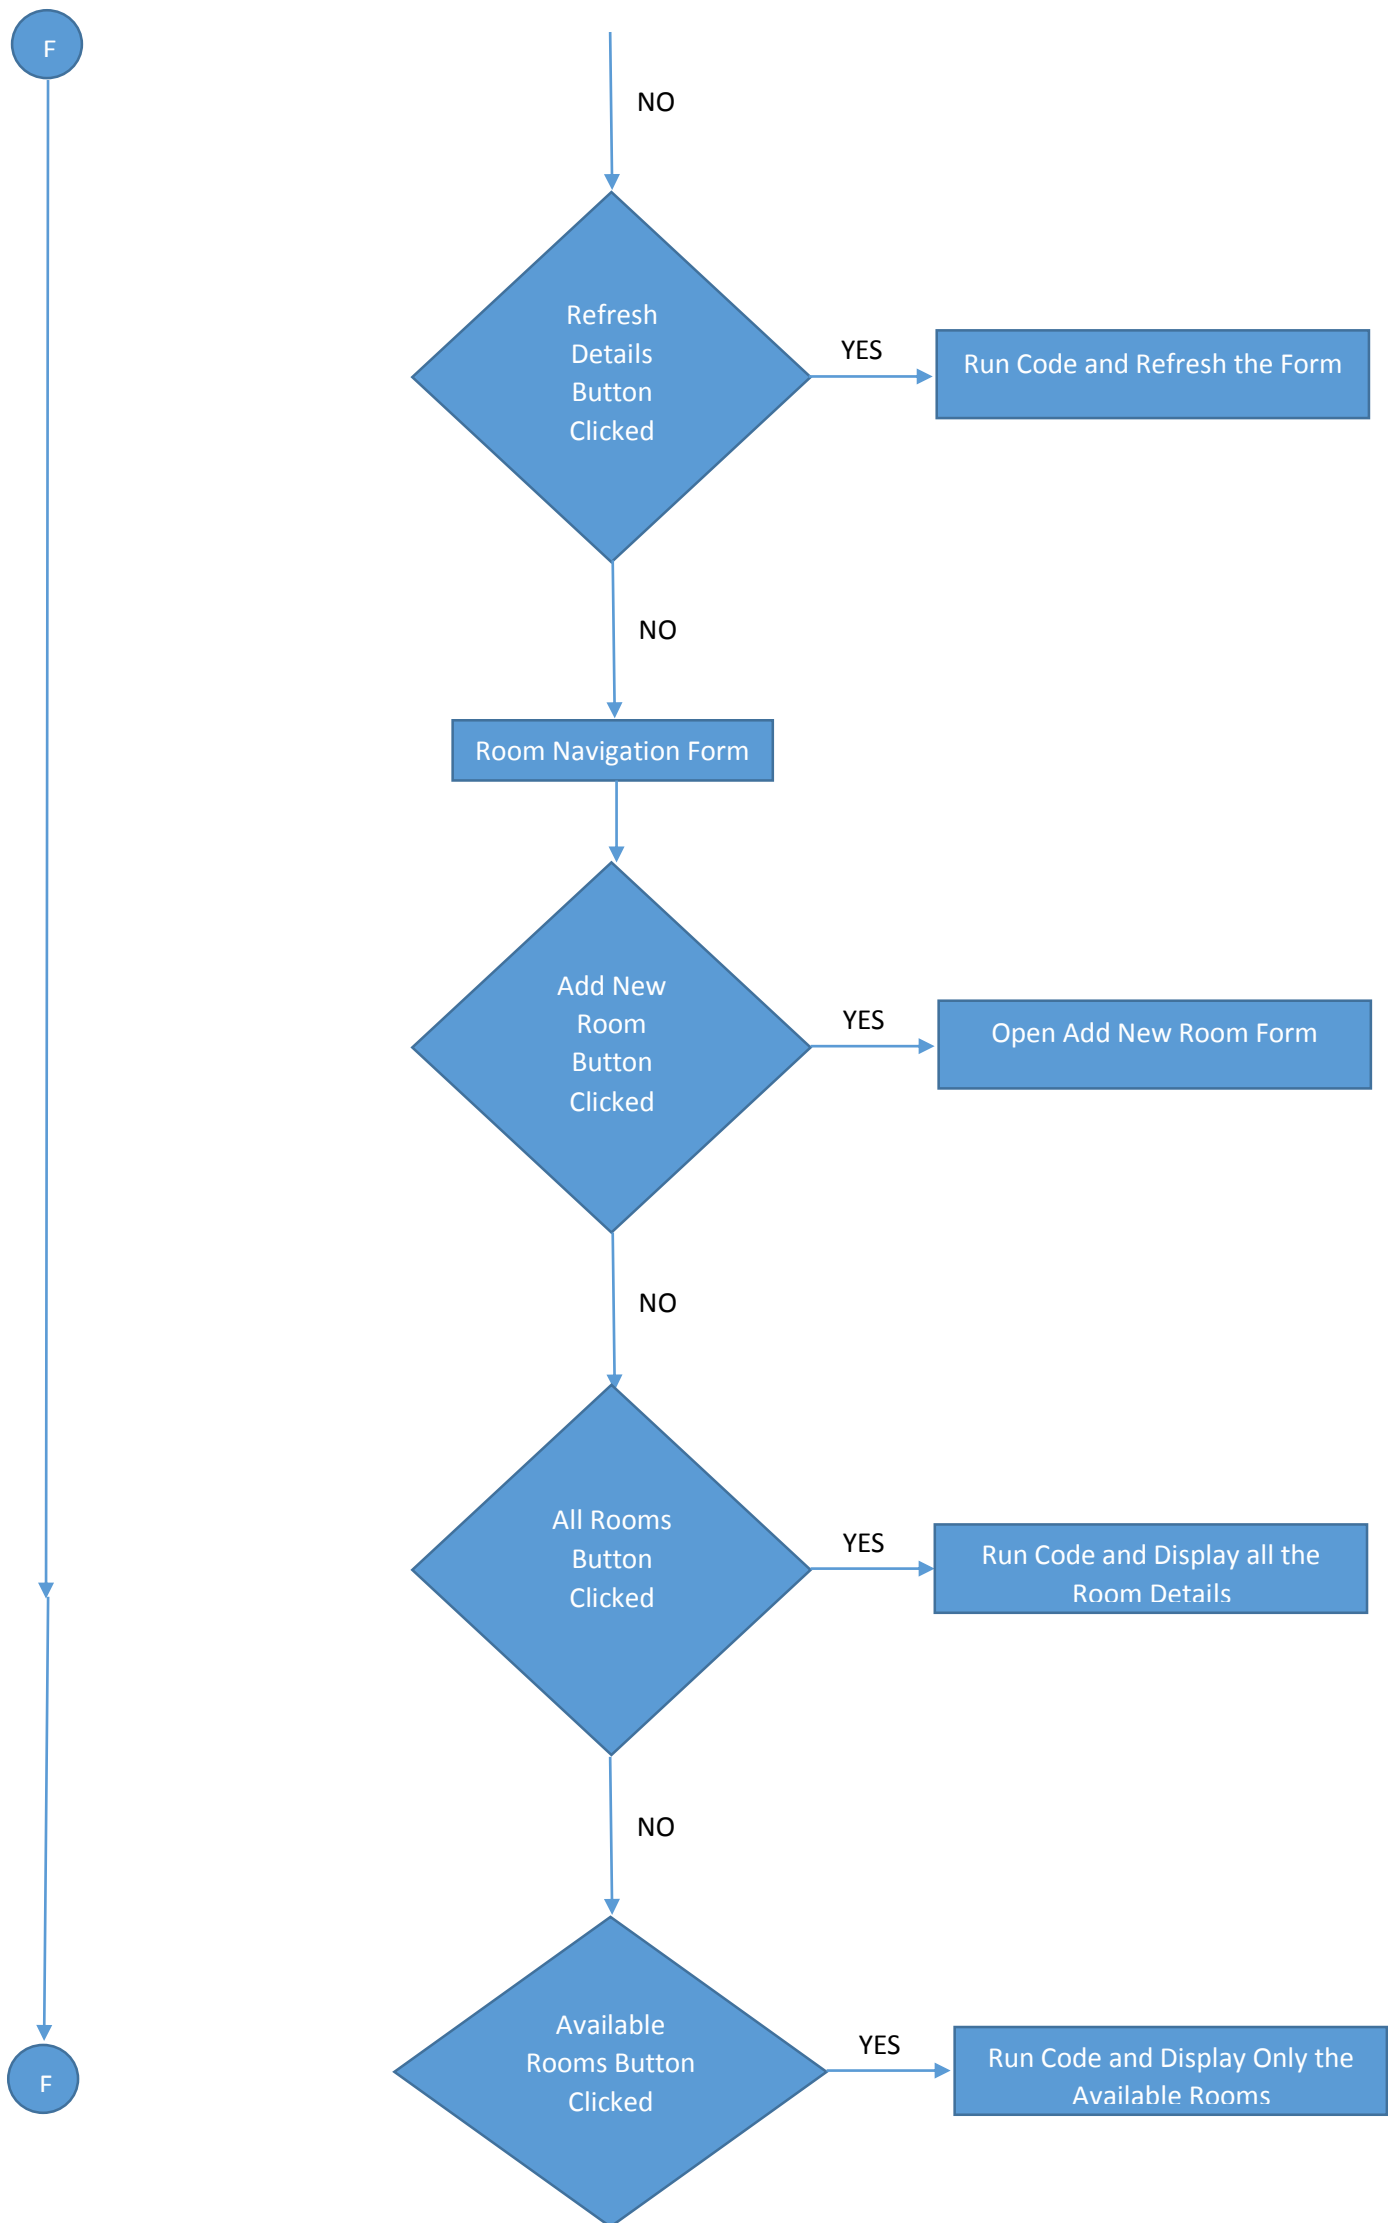 F
NO
Refresh
Details
Button
Clicked
YES
Run Code and Refresh the Form
NO
Room Navigation Form
Add New
Room
Button
Clicked
YES
Open Add New Room Form
NO
All Rooms
Button
Clicked
YES
Run Code and Display all the
Room Details
NO
Available
Rooms Button
Clicked
YES
Run Code and Display Only the
Available Rooms
F